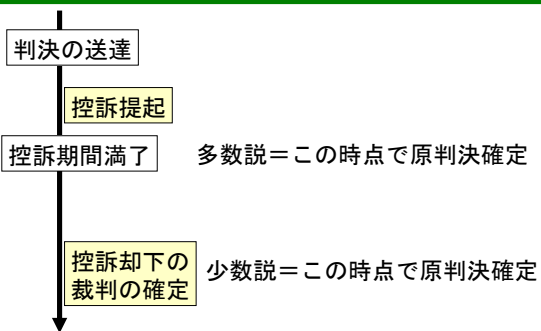 判決の送達
控訴提起
控訴期間満了
多数説＝この時点で原判決確定
控訴却下の
裁判の確定
少数説＝この時点で原判決確定